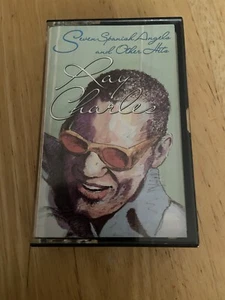 Seven Spanish Angels
and Other Hits
Ray
Charles